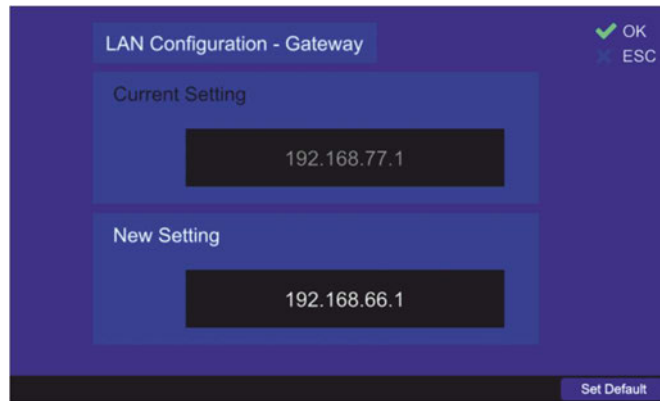 LAN Configuration - Gateway
OK
ESC
Current Setting
192.168.77.1
New Setting
192.168.66.1
Set Default